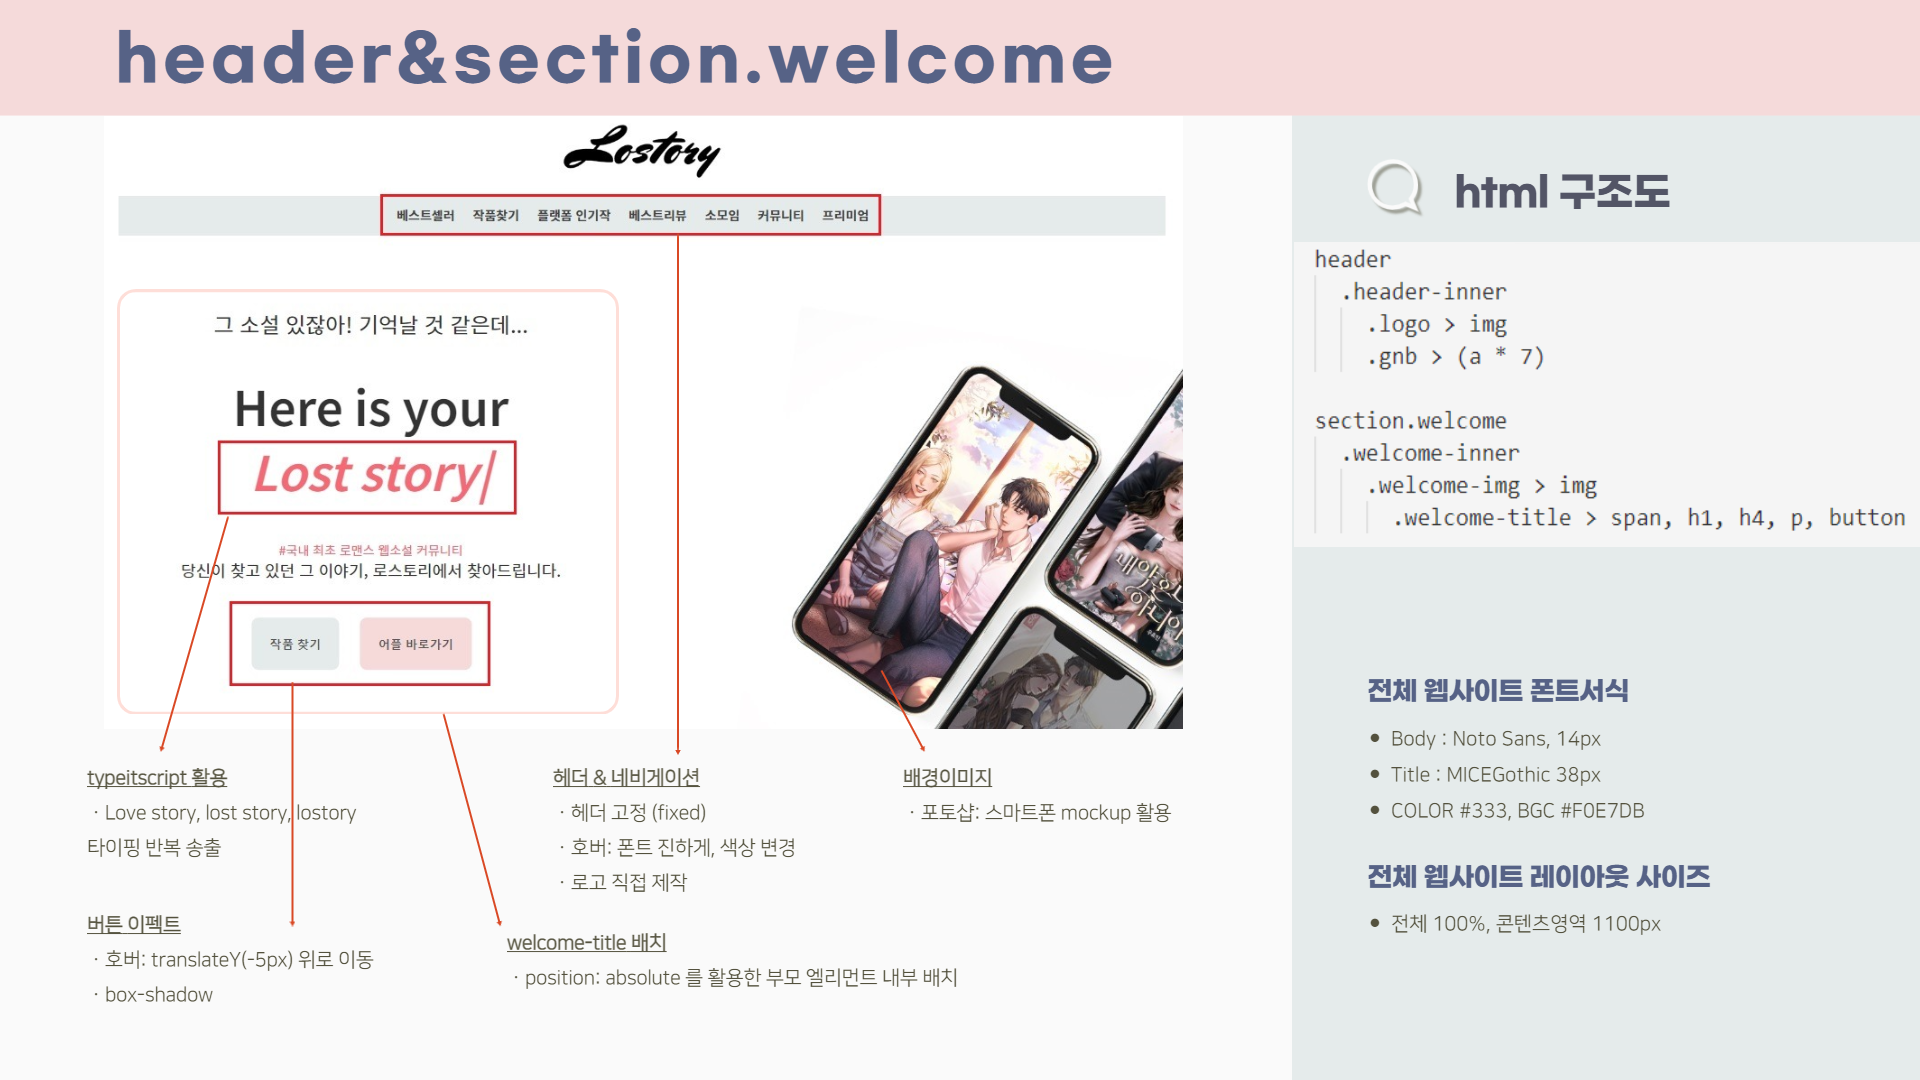 header&section.welcome
Lostory
베스트셀러 작품찾기 플랫폼 인기작 베스트리뷰 소모임 커뮤니티 프리미엄
그 소설 있잖아! 기억날 것 같은데...
Here is your
Lost story|
#국내 최초 로맨스 웹소설 커뮤니티
당신이 찾고 있던 그 이야기, 로스토리에서 찾아드립니다.
작품 찾기 어플 바로가기
typeitscript 활용
· Love story, lost story, lostory
타이핑 반복 송출
버튼 이펙트
· 호버: translateY(-5px) 위로 이동
· box-shadow
헤더 & 네비게이션
· 헤더 고정 (fixed)
· 호버: 폰트 진하게, 색상 변경
· 로고 직접 제작
welcome-title 배치
· position: absolute 를 활용한 부모 엘리먼트 내부 배치
배경이미지
· 포토샵: 스마트폰 mockup 활용
html 구조도
header
.header-inner
.logo > img
.gnb > (a * 7)
section.welcome
.welcome-inner
.welcome-img > img
.welcome-title > span, h1, h4, p, button
전체 웹사이트 폰트서식
• Body : Noto Sans, 14px
• Title : MICEGothic 38px
• COLOR #333, BGC #F0E7DB
전체 웹사이트 레이아웃 사이즈
• 전체 100%, 콘텐츠영역 1100px